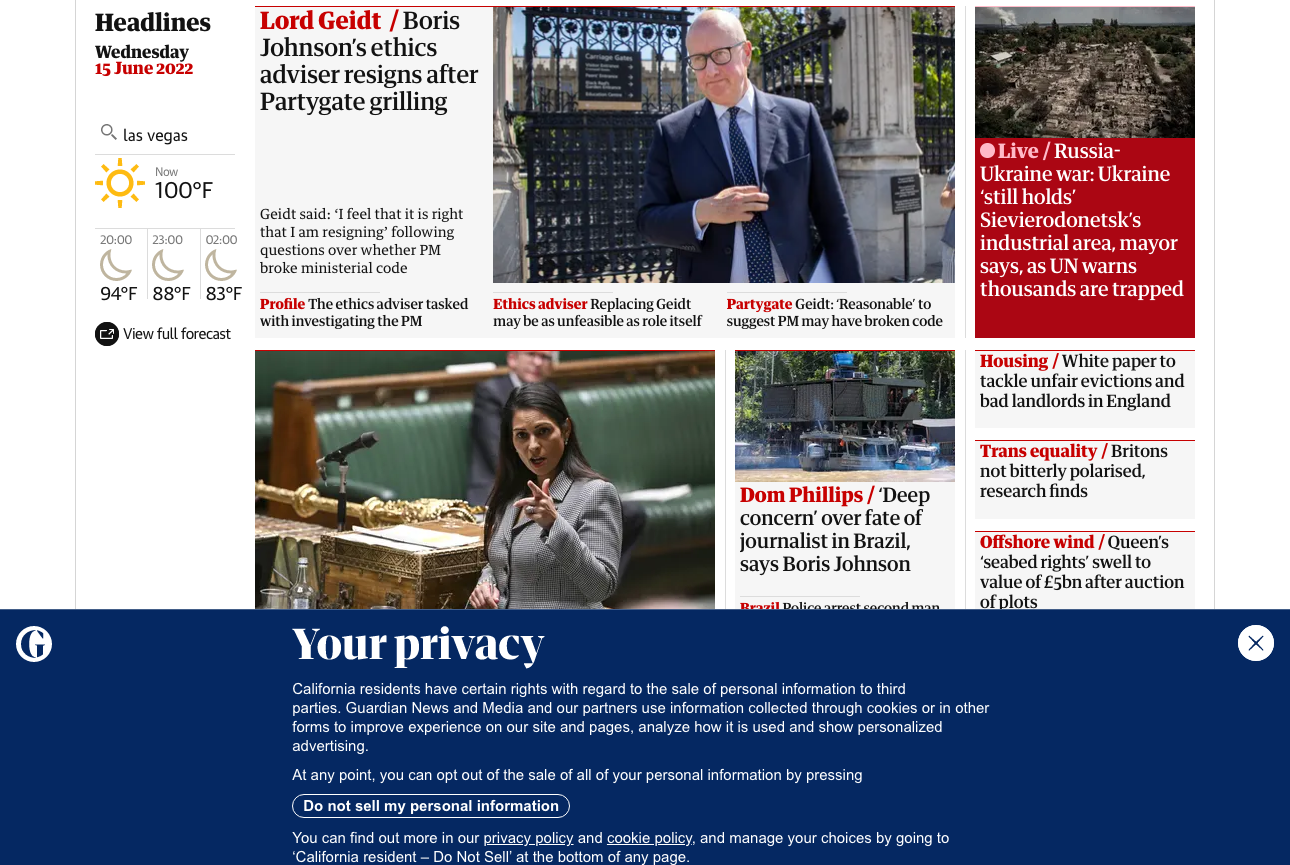 Headlines
Wednesday
15 June 2022
las vegas
Now
100°F
20:00
23:00
02:00
94°F
88°F
83°F
View full forecast
Lord Geidt / Boris
Johnson’s ethics
adviser resigns after
Partygate grilling
Geidt said: ‘I feel that it is right
that I am resigning’ following
questions over whether PM
broke ministerial code
Carriage Gates
Profile The ethics adviser tasked
with investigating the PM
Ethics adviser Replacing Geidt
may be as unfeasible as role itself
Partygate Geidt: ‘Reasonable’ to
suggest PM may have broken code
Live / Russia-
Ukraine war: Ukraine
‘still holds’
Sievierodonetsk’s
industrial area, mayor
says, as UN warns
thousands are trapped
Dom Phillips / ‘Deep
concern’ over fate of
journalist in Brazil,
says Boris Johnson
Brazil Police arrest second man
Housing / White paper to
tackle unfair evictions and
bad landlords in England
Trans equality / Britons
not bitterly polarised,
research finds
Offshore wind / Queen’s
‘seabed rights’ swell to
value of £5bn after auction
of plots
G
Your privacy
California residents have certain rights with regard to the sale of personal information to third
parties. Guardian News and Media and our partners use information collected through cookies or in other
forms to improve experience on our site and pages, analyze how it is used and show personalized
advertising.
At any point, you can opt out of the sale of all of your personal information by pressing
Do not sell my personal information
You can find out more in our privacy policy and cookie policy, and manage your choices by going to
‘California resident – Do Not Sell’ at the bottom of any page.